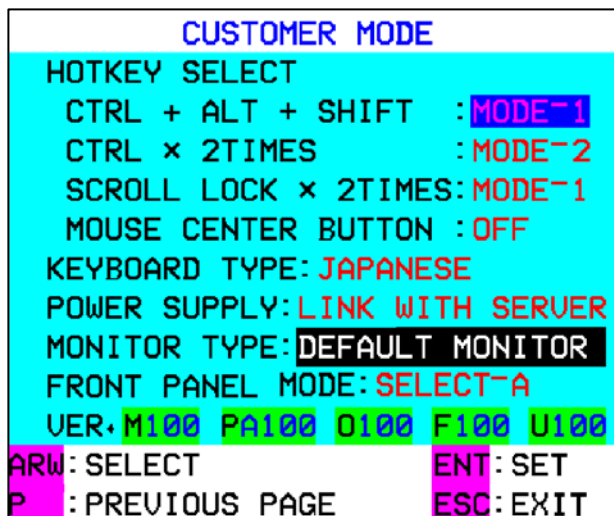 CUSTOMER MODE
HOTKEY SELECT
CTRL + ALT + SHIFT :MODE-1
CTRL × 2TIMES :MODE-2
SCROLL LOCK × 2TIMES:MODE-1
MOUSE CENTER BUTTON :OFF
KEYBOARD TYPE:JAPANESE
POWER SUPPLY:LINK WITH SERVER
MONITOR TYPE:DEFAULT MONITOR
FRONT PANEL MODE:SELECT-A
VER. M100 PA100 O100 F100 U100
ARW:SELECT ENT:SET
P :PREVIOUS PAGE ESC:EXIT